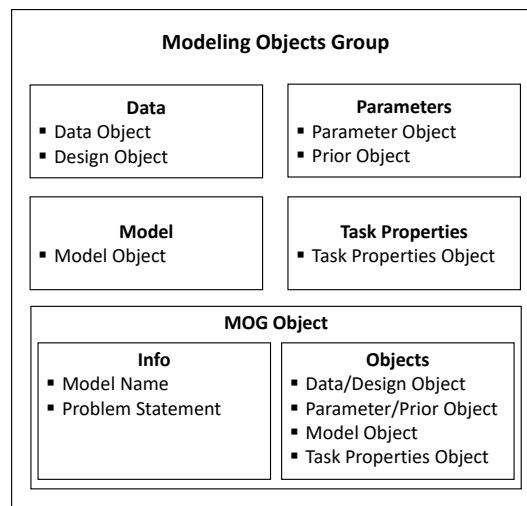 Modeling Objects Group
Data
▪ Data Object
▪ Design Object
Parameters
▪ Parameter Object
▪ Prior Object
Model
▪ Model Object
Task Properties
▪ Task Properties Object
MOG Object
Info
▪ Model Name
▪ Problem Statement
Objects
▪ Data/Design Object
▪ Parameter/Prior Object
▪ Model Object
▪ Task Properties Object